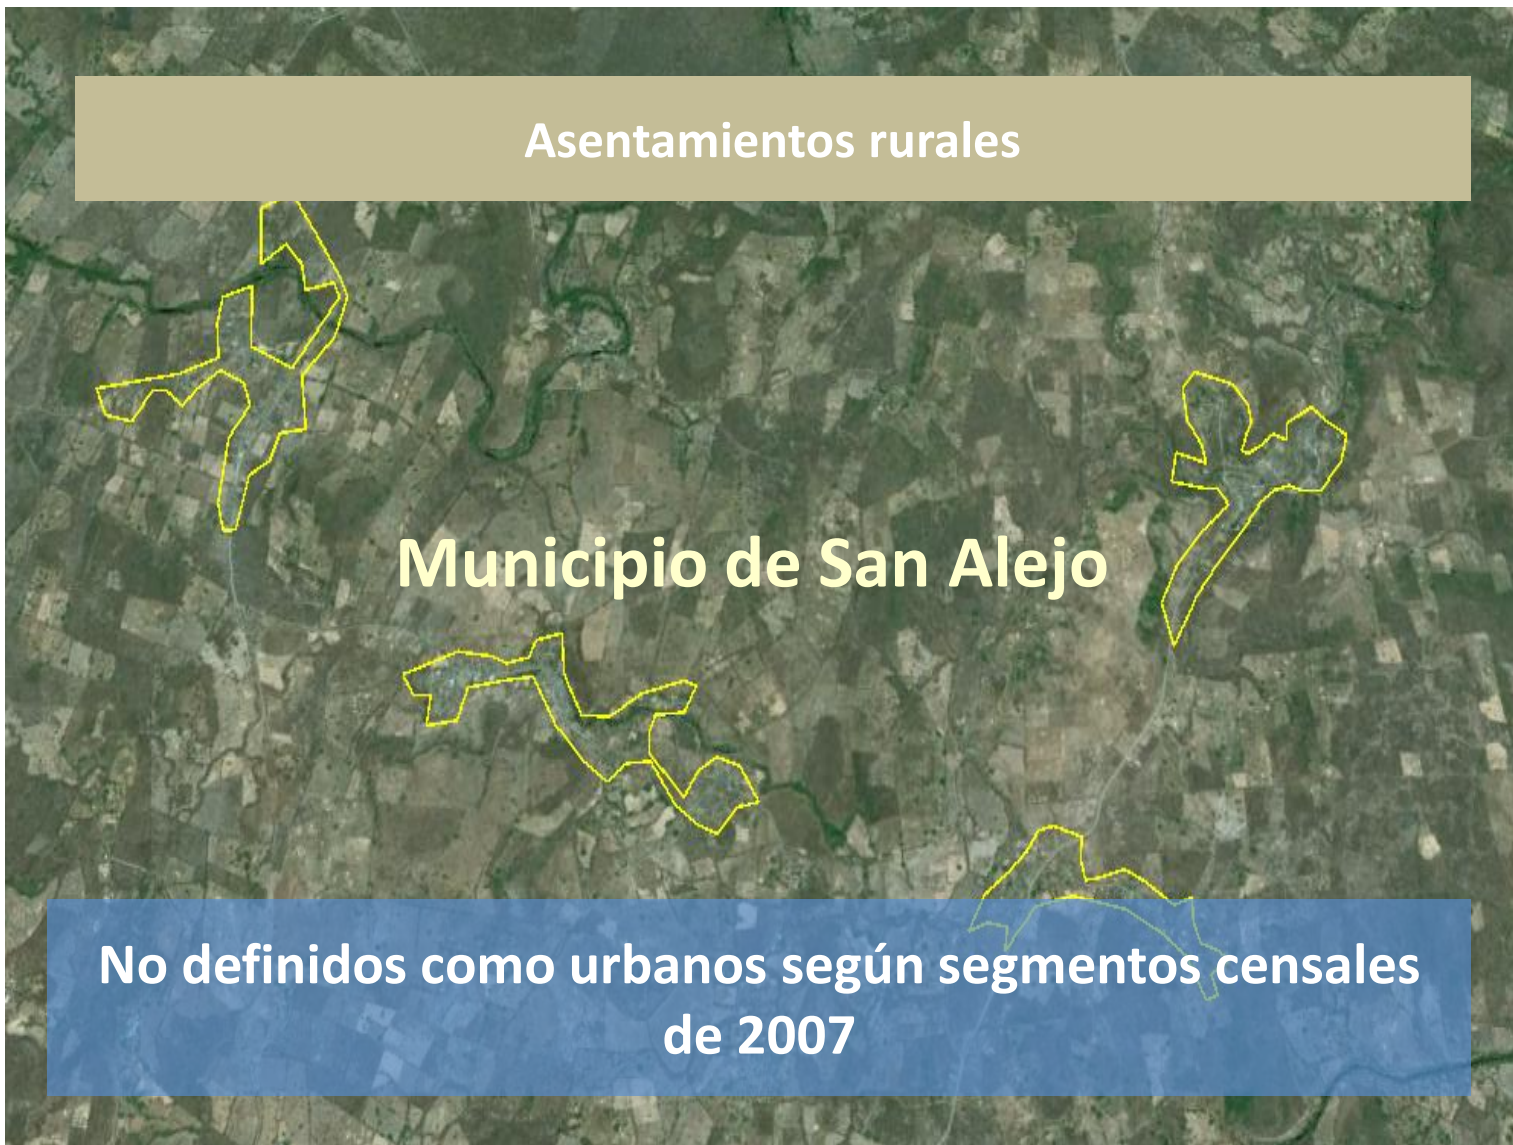 Asentamientos rurales
Municipio de San Alejo
No definidos como urbanos según segmentos censales
de 2007